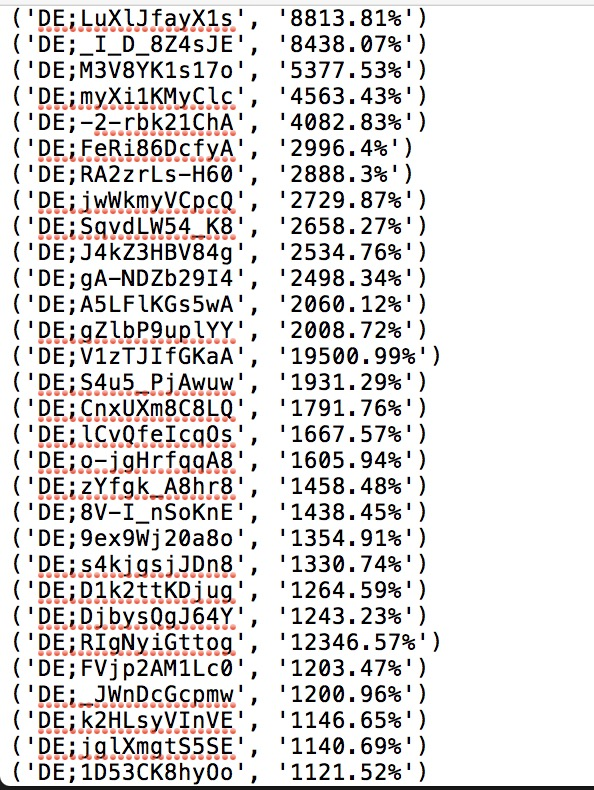 ('DE;LuXlJfayX1s', '8813.81%')
('DE;_I_D_8Z4sJE', '8438.07%')
('DE;M3V8YK1s17o', '5377.53%')
('DE;myXi1KMyClc', '4563.43%')
('DE;-2-rbk21ChA', '4082.83%')
('DE;FeRi86DcfyA', '2996.4%')
('DE;RA2zrLs-H60', '2888.3%')
('DE;jwWkmyVCpcQ', '2729.87%')
('DE;SqvdLW54_K8', '2658.27%')
('DE;J4kZ3HBV84g', '2534.76%')
('DE;gA-NDZb29I4', '2498.34%')
('DE;A5LFlKGs5wA', '2060.12%')
('DE;gZlbP9uplYY', '2008.72%')
('DE;V1zTJIfGKaA', '19500.99%')
('DE;S4u5_PjAwuw', '1931.29%')
('DE;CnxUXm8C8LQ', '1791.76%')
('DE;lCvQfeIcqOs', '1667.57%')
('DE;o-jgHrfgqA8', '1605.94%')
('DE;zYfgk_A8hr8', '1458.48%')
('DE;8V-I_nSoKnE', '1438.45%')
('DE;9ex9Wj20a8o', '1354.91%')
('DE;s4kjgsjJDn8', '1330.74%')
('DE;D1k2ttKDjug', '1264.59%')
('DE;DjbysQgJ64Y', '1243.23%')
('DE;RIgNyiGttog', '12346.57%')
('DE;FVjp2AM1Lc0', '1203.47%')
('DE;_JWnDcGcpmw', '1200.96%')
('DE;k2HLsyVInVE', '1146.65%')
('DE;jglXmgtS5SE', '1140.69%')
('DE;1D53CK8hyOo', '1121.52%')